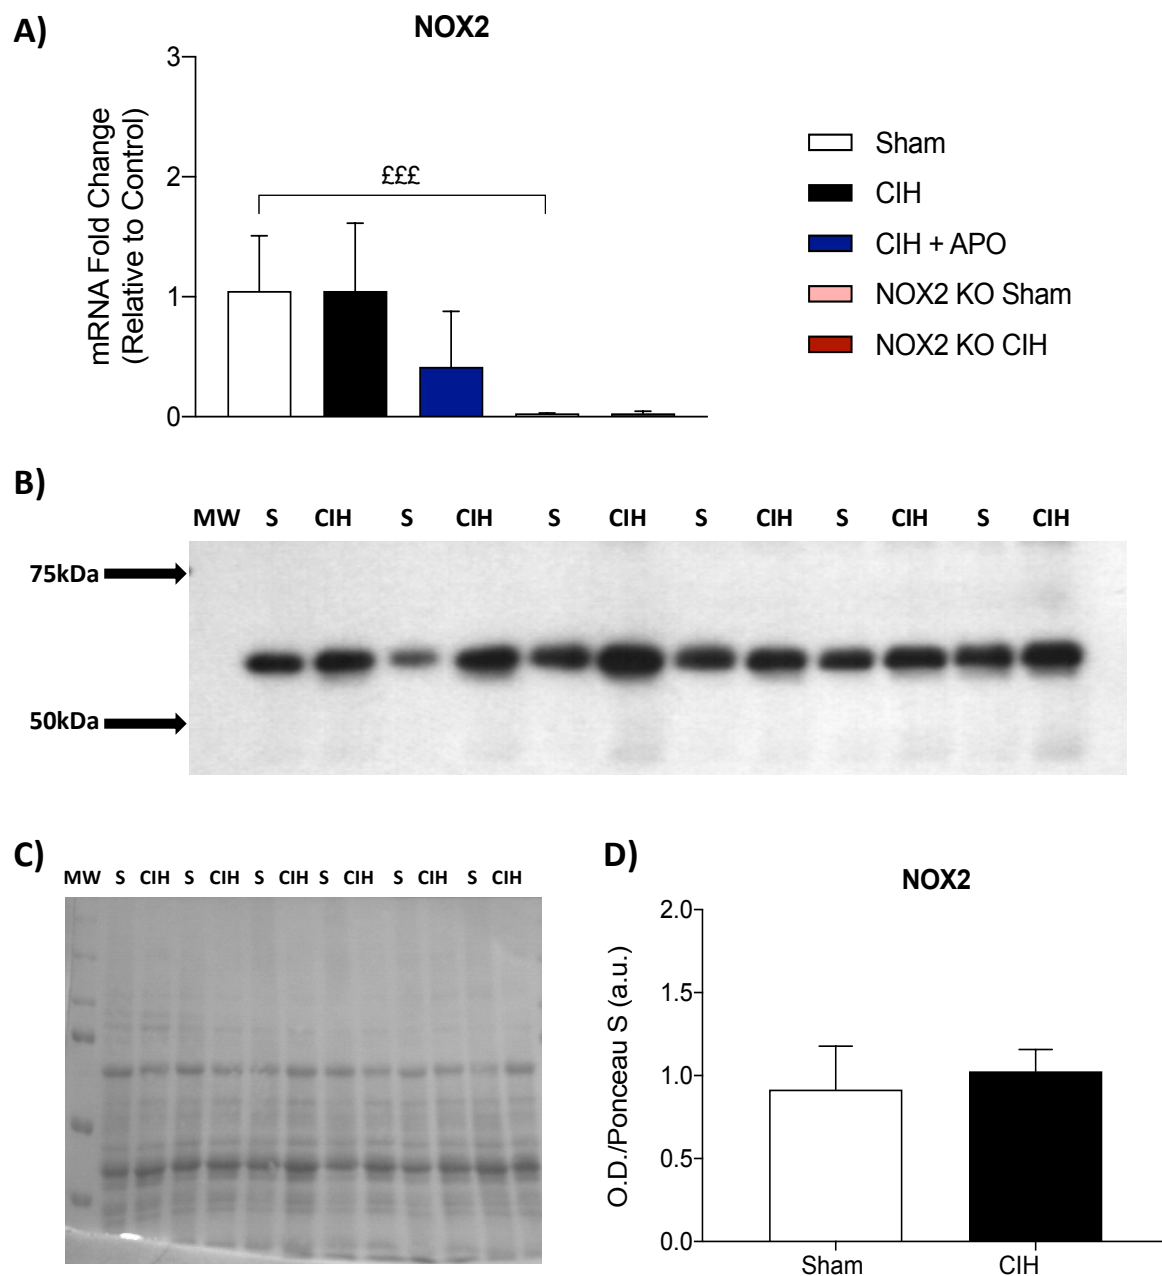 A)
NOX2
mRNA Fold Change
(Relative to Control)
3
2
1
0
£££
Sham
CIH
CIH + APO
NOX2 KO Sham
NOX2 KO CIH
B)
MW S CIH S CIH S CIH S CIH S CIH S CIH
75kDa
50kDa
C)
MW S CIH S CIH S CIH S CIH S CIH S CIH
D)
NOX2
O.D./Ponceau S (a.u.)
2.0
1.5
1.0
0.5
0.0
Sham CIH